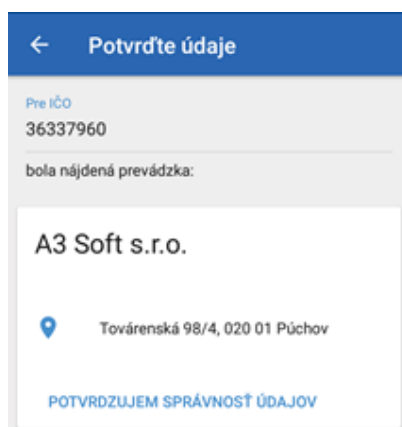 Potvrďte údaje
Pre IČO
36337960
bola nájdená prevádzka:
A3 Soft s.r.o.
Továrenská 98/4, 020 01 Púchov
POTVRDZUJEM SPRÁVNOSŤ ÚDAJOV